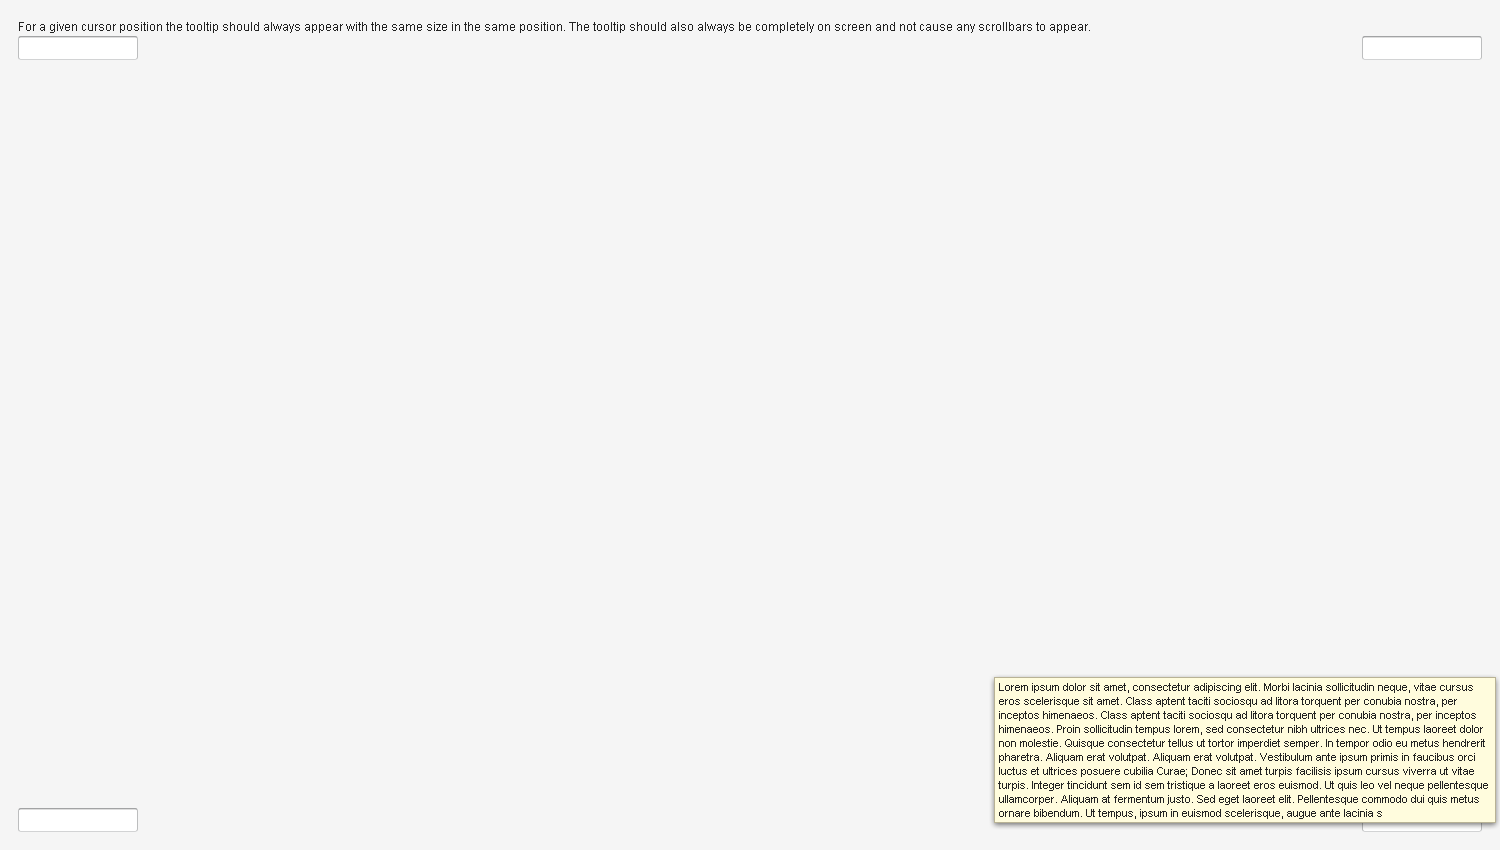 For a given cursor position the tooltip should always appear with the same size in the same position. The tooltip should also always be completely on screen and not cause any scrollbars to appear.
Lorem ipsum dolor sit amet, consectetur adipiscing elit. Morbi lacinia sollicitudin neque, vitae cursus
eros scelerisque sit amet. Class aptent taciti sociosqu ad litora torquent per conubia nostra, per
inceptos himenaeos. Class aptent taciti sociosqu ad litora torquent per conubia nostra, per inceptos
himenaeos. Proin sollicitudin tempus lorem, sed consectetur nibh ultrices nec. Ut tempus laoreet dolor
non molestie. Quisque consectetur tellus ut tortor imperdiet semper. In tempor odio eu metus hendrerit
pharetra. Aliquam erat volutpat. Aliquam erat volutpat. Vestibulum ante ipsum primis in faucibus orci
luctus et ultrices posuere cubilia Curae; Donec sit amet turpis facilisis ipsum cursus viverra ut vitae
turpis. Integer tincidunt sem id sem tristique a laoreet eros euismod. Ut quis leo vel neque pellentesque
ullamcorper. Aliquam at fermentum justo. Sed eget laoreet elit. Pellentesque commodo dui quis metus
ornare bibendum. Ut tempus, ipsum in euismod scelerisque, augue ante lacinia s